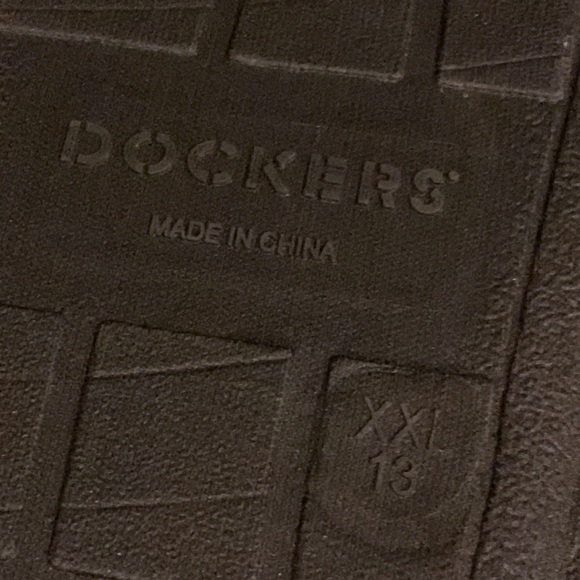 DOCKERS
MADE IN CHINA
XXL
13